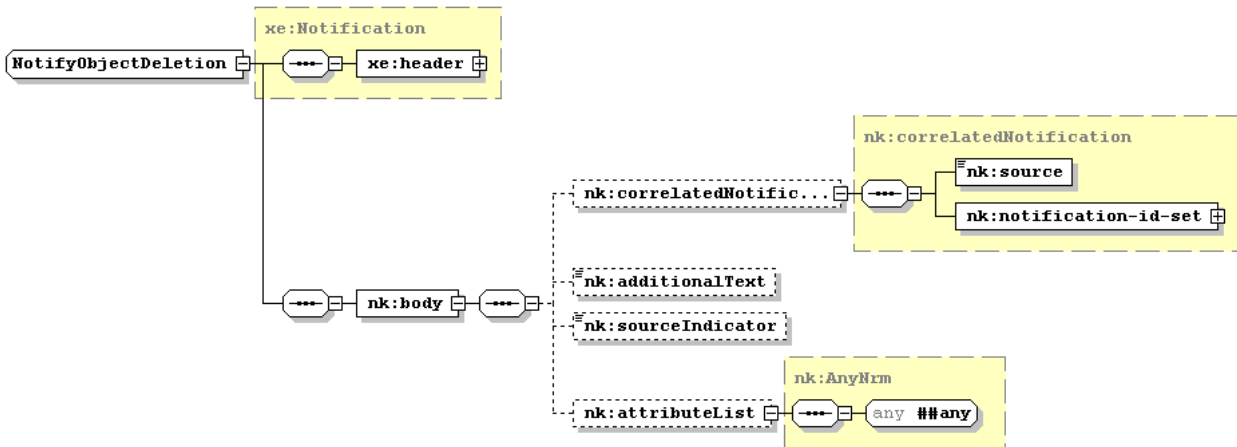 xe:Notification
NotifyObjectDeletion
xe:header
nk:correlatedNotification
nk:source
nk:correlatedNotific...
nk:notification-id-set
nk:additionalText
nk:body
nk:sourceIndicator
nk:AnyNrm
nk:attributeList
any ##any